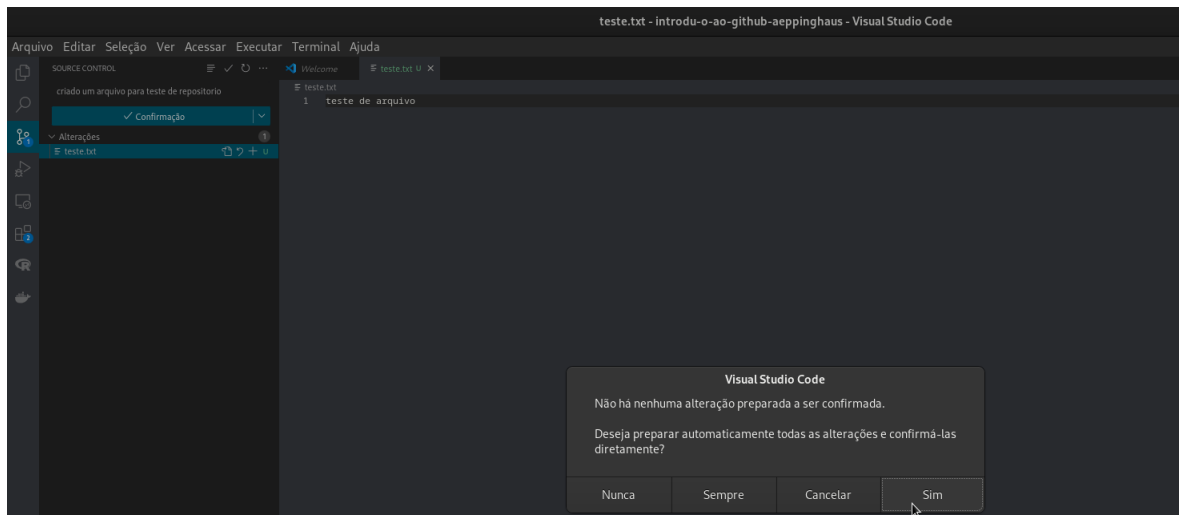 teste.txt - introdu-o-ao-github-aeppinghaus - Visual Studio Code
Arquivo Editar Seleção Ver Acessar Executar Terminal Ajuda
SOURCE CONTROL
Welcome
teste.txt U
criado um arquivo para teste de repositorio
teste.txt
1 teste de arquivo
Confirmação
Alterações 1
teste.txt U
Visual Studio Code
Não há nenhuma alteração preparada a ser confirmada.
Deseja preparar automaticamente todas as alterações e confirmá-las
diretamente?
Nunca Sempre Cancelar Sim